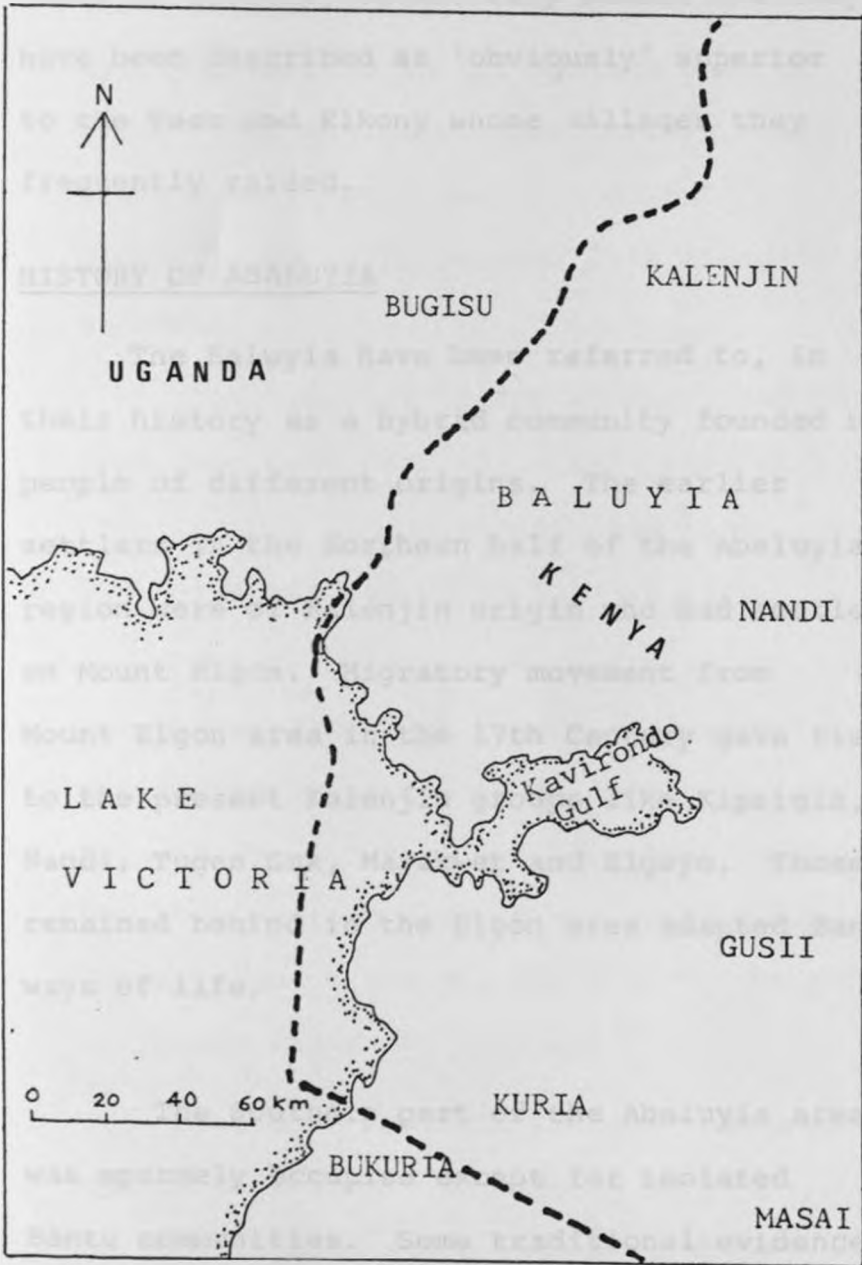 have been described as 'obviously' superior
to the and Elkony whose villages they
frequently raided.
N
HISTORY OF ABALUYIA
KALENJIN
BUGISU
The Baluyia have been referred to, in
UGANDA
their history as a hybrid community founded
people of different origins. The earlier
BALUYIA
settlers in the Northern half of the Abaluyia
KENYA
region were of Kalenjin origin and had
NANDI
on Mount Elgon. Migratory movement from
Mount Elgon area in the 17th Century gave
Kavirondo.
Gulf
LAKE
to the present Kalenjin groups like Kipsigis,
VICTORIA
Nandi, Tugen and Elgeyo. Those
remained behind in the Elgon area adopted
GUSII
ways of life.
0 20 40 60 km
KURIA
The Southern part of the Abaluyia area
BUKURIA
was sparsely occupied except for isolated
MASAI
Bantu communities. Some traditional evidence